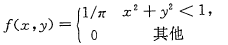 f(x,y)={1/π x²+y²<1,
0 其他